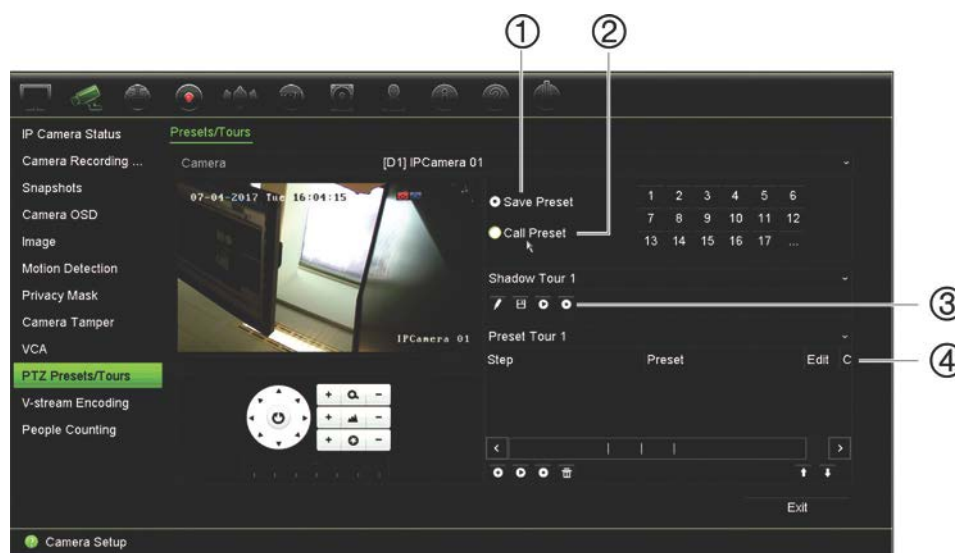 ① ②
IP Camera Status
Presets/Tours
Camera Recording ...
Camera
[D1] IPCamera 01
Snapshots
Camera OSD
Image
Motion Detection
Privacy Mask
Camera Tamper
VCA
PTZ Presets/Tours
V-stream Encoding
People Counting
07-04-2017 Tue 16:04:15
IPCamera 01
Save Preset
Call Preset
1 2 3 4 5 6
7 8 9 10 11 12
13 14 15 16 17 ...
Shadow Tour 1
③
Preset Tour 1
Step Preset Edit C
④
Exit
Camera Setup